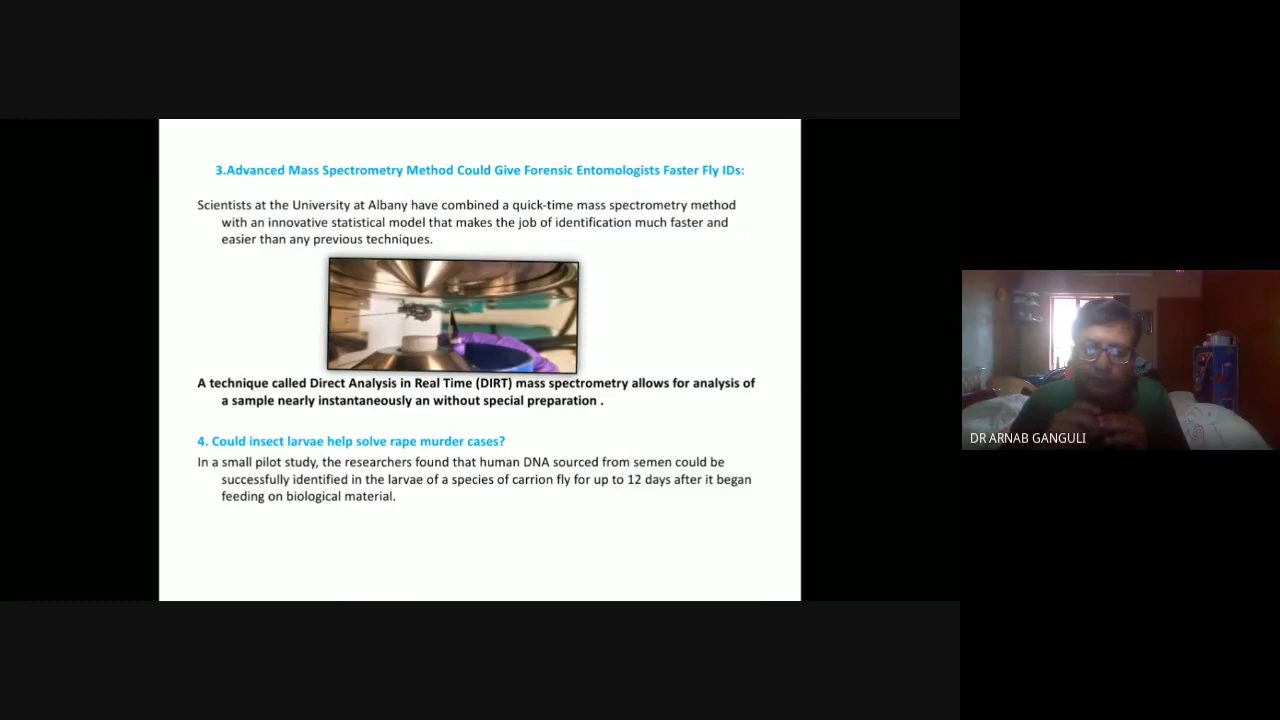 3.Advanced Mass Spectrometry Method Could Give Forensic Entomologists Faster Fly IDs:
Scientists at the University at Albany have combined a quick-time mass spectrometry method
with an innovative statistical model that makes the job of identification much faster and
easier than any previous techniques.
A technique called Direct Analysis in Real Time (DIRT) mass spectrometry allows for analysis of
a sample nearly instantaneously an without special preparation .
4. Could insect larvae help solve rape murder cases?
In a small pilot study, the researchers found that human DNA sourced from semen could be
successfully identified in the larvae of a species of carrion fly for up to 12 days after it began
feeding on biological material.
DR ARNAB GANGULI